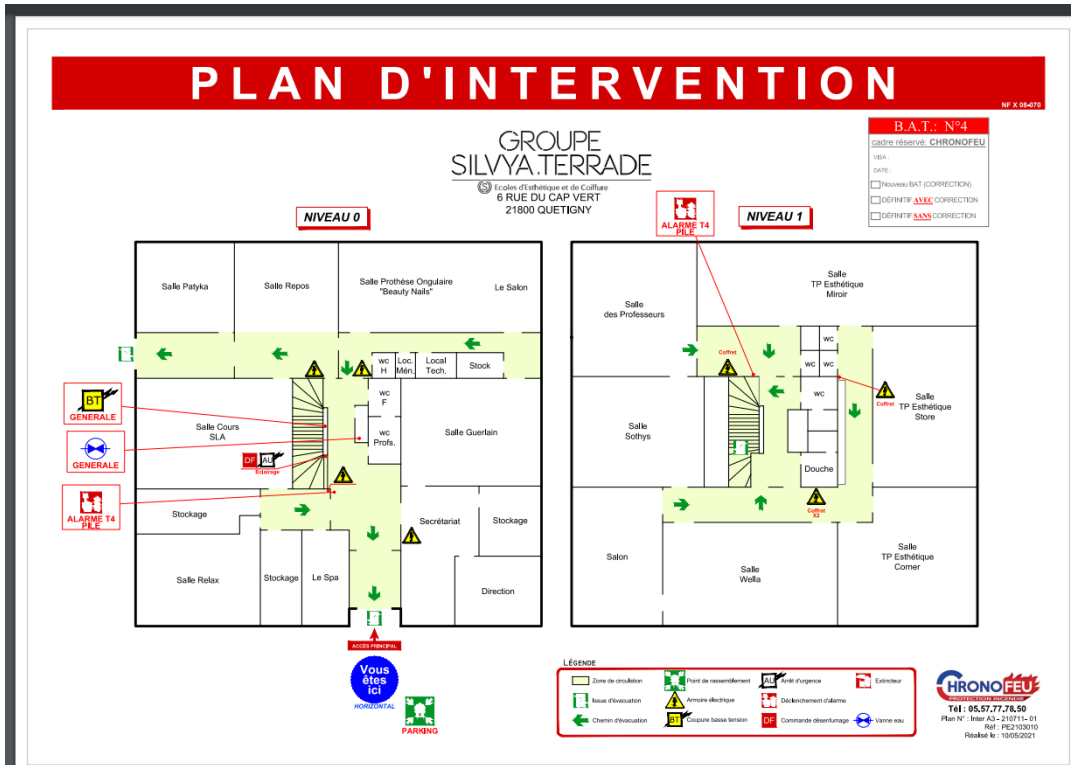 PLAN D'INTERVENTION
NF X 08-070
B.A.T.: N°4
cadre réservé: CHRONOFEU
VISA :
DATE :
Nouveau BAT (CORRECTION)
DÉFINITIF AVEC CORRECTION
DÉFINITIF SANS CORRECTION
GROUPE
SILVYA.TERRADE
Ecoles d'Esthétique et de Coiffure
6 RUE DU CAP VERT
21800 QUETIGNY
NIVEAU 0
Salle Patyka
Salle Repos
Salle Prothèse Ongulaire
"Beauty Nails"
Le Salon
WC
H
Loc.
Mén.
Local
Tech.
Stock
WC
F
WC
Profs.
Salle Guerlain
Salle Cours
SLA
BT
GENERALE
GENERALE
DF
AU
Eclairage
ALARME T4
PILE
Stockage
Salle Relax
Stockage
Le Spa
Secrétariat
Stockage
Direction
ACCÈS PRINCIPAL
Vous
êtes
ici
HORIZONTAL
PARKING
ALARME T4
PILE
NIVEAU 1
Salle
des Professeurs
Salle
TP Esthétique
Miroir
Coffret
WC
WC
WC
WC
WC
Coffret
Salle
TP Esthétique
Store
Salle
Sothys
Douche
Coffret
X2
Salon
Salle
Wella
Salle
TP Esthétique
Corner
LÉGENDE
Zone de circulation
Issue d'évacuation
Chemin d'évacuation
Point de rassemblement
Armoire électrique
BT
Coupure basse tension
AU
Arrêt d'urgence
Déclenchement d'alarme
DF
Commande désenfumage
Extincteur
Vanne eau
CHRONOFEU
PROTECTION INCENDIE
Tél : 05.57.77.78.50
Plan N° : Inter A3 - 210711- 01
Réf : PE2103010
Réalisé le : 10/05/2021